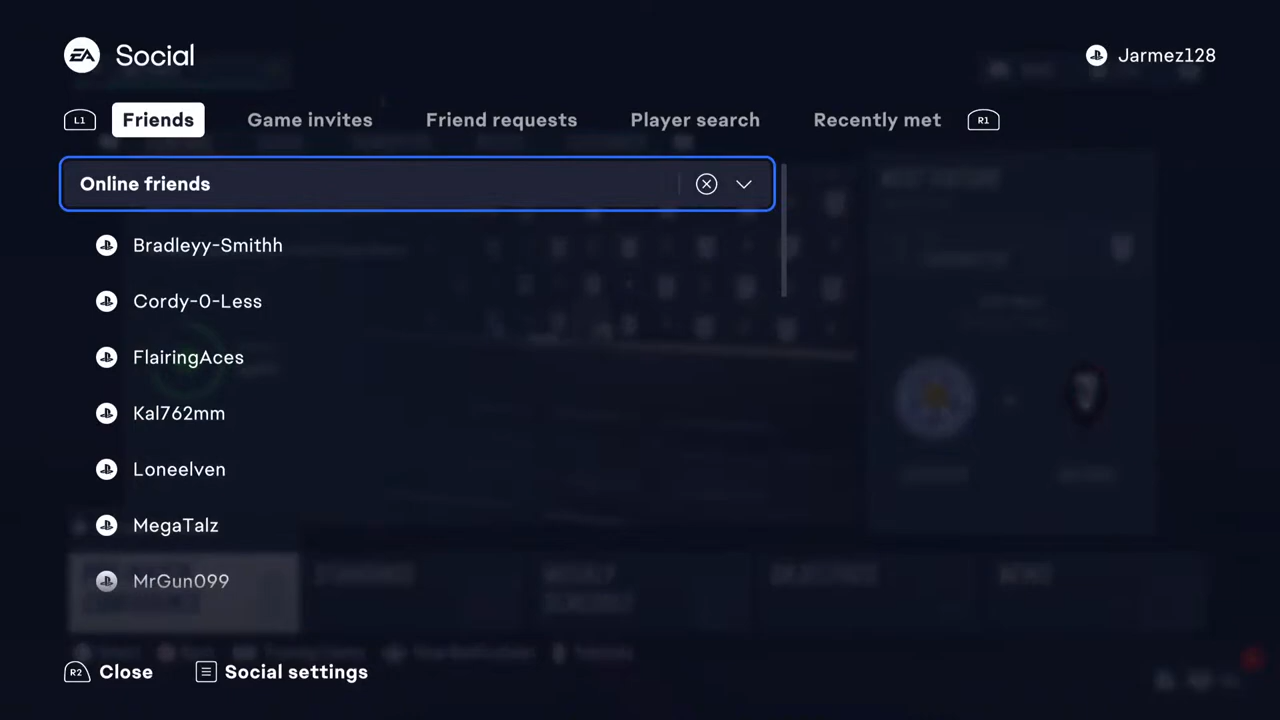 EA Social
Jarmez128
L1 Friends Game invites Friend requests Player search Recently met R1
Online friends
Bradleyy-Smithh
Cordy-0-Less
FlairingAces
Kal762mm
Loneelven
MegaTalz
MrGun099
R2 Close Social settings